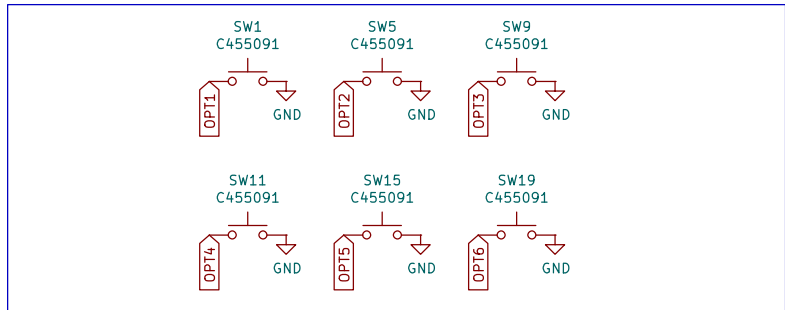 SW1
C455091
OPT1
GND
SW5
C455091
OPT2
GND
SW9
C455091
OPT3
GND
SW11
C455091
OPT4
GND
SW15
C455091
OPT5
GND
SW19
C455091
OPT6
GND